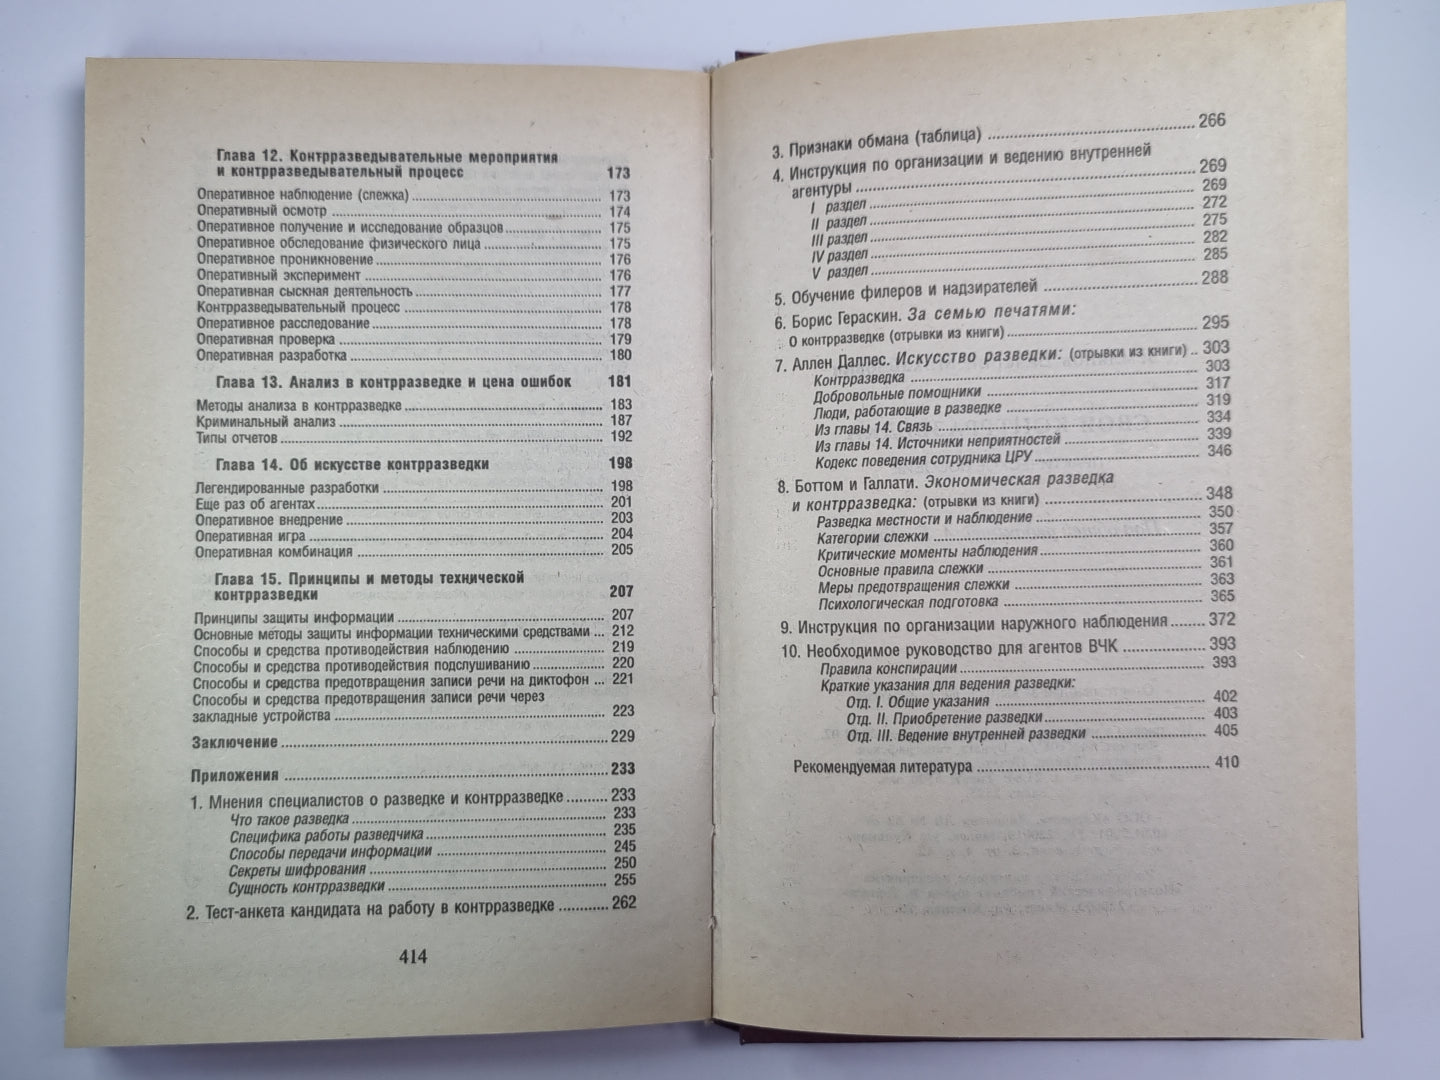 Глава 12. Контрразведывательные мероприятия
и контрразведывательный процесс 173
Оперативное наблюдение (слежка) 173
Оперативный осмотр 174
Оперативное получение и исследование образцов 175
Оперативное обследование физического лица 175
Оперативное проникновение 176
Оперативный эксперимент 176
Оперативная сыскная деятельность 177
Контрразведывательный процесс 178
Оперативное расследование 178
Оперативная проверка 179
Оперативная разработка 180
Глава 13. Анализ в контрразведке и цена ошибок 181
Методы анализа в контрразведке 183
Криминальный анализ 187
Типы отчетов 192
Глава 14. Об искусстве контрразведки 198
Легендированные разработки 198
Еще раз об агентах 201
Оперативное внедрение 203
Оперативная игра 204
Оперативная комбинация 205
Глава 15. Принципы и методы технической
контрразведки 207
Принципы защиты информации 207
Основные методы защиты информации техническими средствами ... 212
Способы и средства противодействия наблюдению 219
Способы и средства противодействия подслушиванию 220
Способы и средства предотвращения записи речи на диктофон ... 221
Способы и средства предотвращения записи речи через
закладные устройства 223
Заключение 229
Приложения 233
1. Мнения специалистов о разведке и контрразведке 233
Что такое разведка 233
Специфика работы разведчика 235
Способы передачи информации 245
Секреты шифрования 250
Сущность контрразведки 255
2. Тест-анкета кандидата на работу в контрразведке 262
414
3. Признаки обмана (таблица) 266
4. Инструкция по организации и ведению внутренней
агентуры 269
I раздел 269
II раздел 272
III раздел 275
IV раздел 282
V раздел 285
5. Обучение филеров и надзирателей 288
6. Борис Гераскин. За семью печатями:
О контрразведке (отрывки из книги) 295
7. Аллен Даллес. Искусство разведки: (отрывки из книги) .. 303
Контрразведка 303
Добровольные помощники 317
Люди, работающие в разведке 319
Из главы 14. Связь 334
Из главы 14. Источники неприятностей 339
Кодекс поведения сотрудника ЦРУ 346
8. Боттом и Галлати. Экономическая разведка
и контрразведка: (отрывки из книги) 348
Разведка местности и наблюдение 350
Категории слежки 357
Критические моменты наблюдения 360
Основные правила слежки 361
Меры предотвращения слежки 363
Психологическая подготовка 365
9. Инструкция по организации наружного наблюдения 372
10. Необходимое руководство для агентов ВЧК 393
Правила конспирации 393
Краткие указания для ведения разведки:
Отд. I. Общие указания 402
Отд. II. Приобретение разведки 403
Отд. III. Ведение внутренней разведки 405
Рекомендуемая литература 410